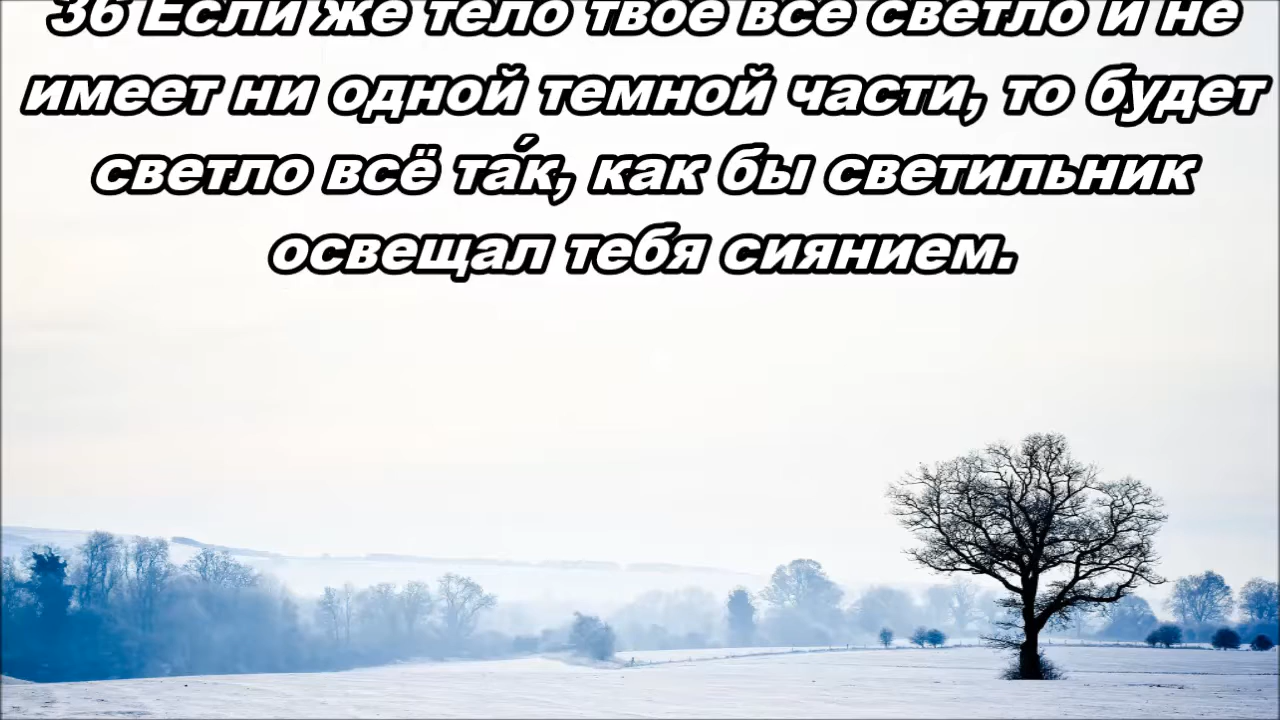 36 Если же тело твое все светло и не
имеет ни одной темной части, то будет
светло всё та́к, как бы светильник
освещал тебя сиянием.